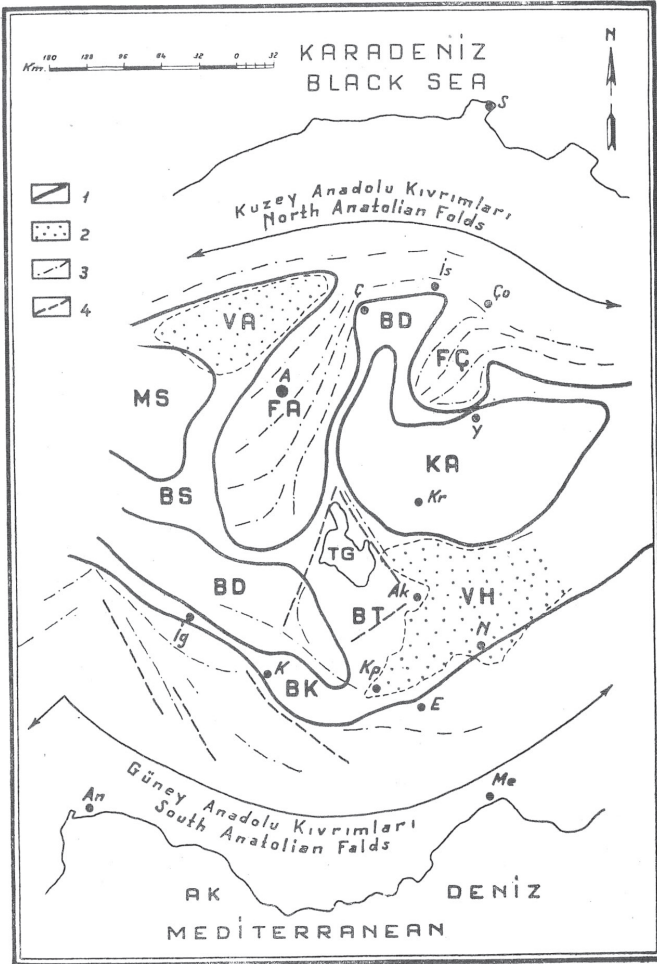 KARADENİZ
BLACK SEA
N
Km. 160 128 96 64 32 0 32
S
1
2
3
4
Kuzey Anadolu Kıvrımları
North Anatolian Folds
İs
Ço
Ç
VA
BD
FÇ
A
MS
FA
Y
KA
BS
Kr
TG
BD
Ak
VH
BT
İg
N
K
BK
Kp
E
Güney Anadolu Kıvrımları
South Anatolian Falds
Me
An
AK DENİZ
MEDİTERRANEAN